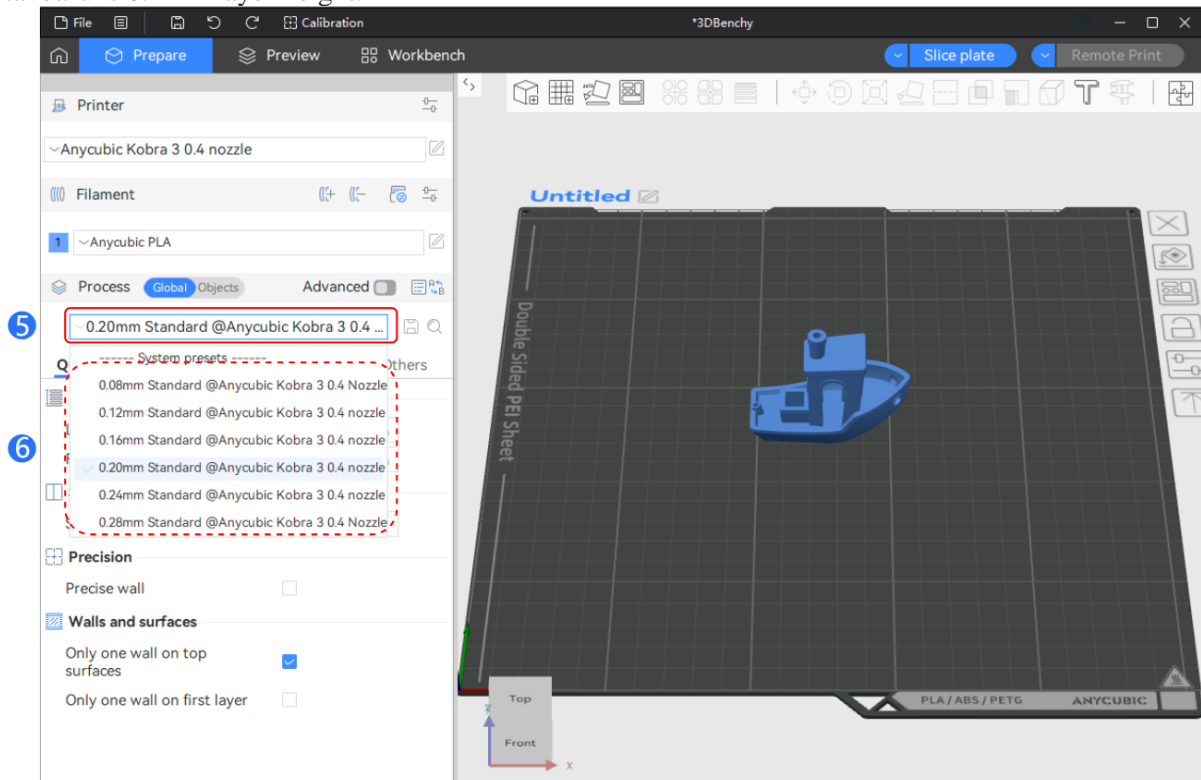 File
Calibration
*3DBenchy
Prepare
Preview
Workbench
Slice plate
Remote Print
Printer
Anycubic Kobra 3 0.4 nozzle
Filament
1
Anycubic PLA
Process
Global
Objects
Advanced
5
0.20mm Standard @Anycubic Kobra 3 0.4 ...
------ System presets ------
0.08mm Standard @Anycubic Kobra 3 0.4 Nozzle
0.12mm Standard @Anycubic Kobra 3 0.4 nozzle
0.16mm Standard @Anycubic Kobra 3 0.4 nozzle
6
0.20mm Standard @Anycubic Kobra 3 0.4 nozzle
0.24mm Standard @Anycubic Kobra 3 0.4 nozzle
0.28mm Standard @Anycubic Kobra 3 0.4 Nozzle
Precision
Precise wall
Walls and surfaces
Only one wall on top
surfaces
Only one wall on first layer
Untitled
Double Sided PEI Sheet
PLA/ABS/PETG
ANYCUBIC
Top
Front
z
x